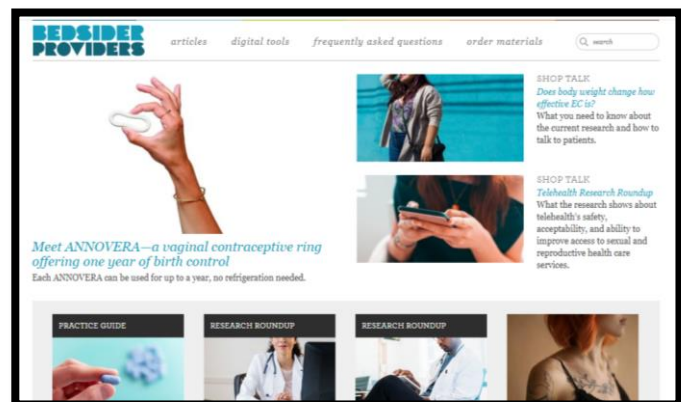 BEDSIDER
PROVIDERS
articles digital tools frequently asked questions order materials search
Meet ANNOVERA—a vaginal contraceptive ring
offering one year of birth control
Each ANNOVERA can be used for up to a year, no refrigeration needed.
SHOP TALK
Does body weight change how
effective EC is?
What you need to know about
the current research and how to
talk to patients.
SHOP TALK
Telehealth Research Roundup
What the research shows about
telehealth's safety,
acceptability, and ability to
improve access to sexual and
reproductive health care
services.
PRACTICE GUIDE
RESEARCH ROUNDUP
RESEARCH ROUNDUP